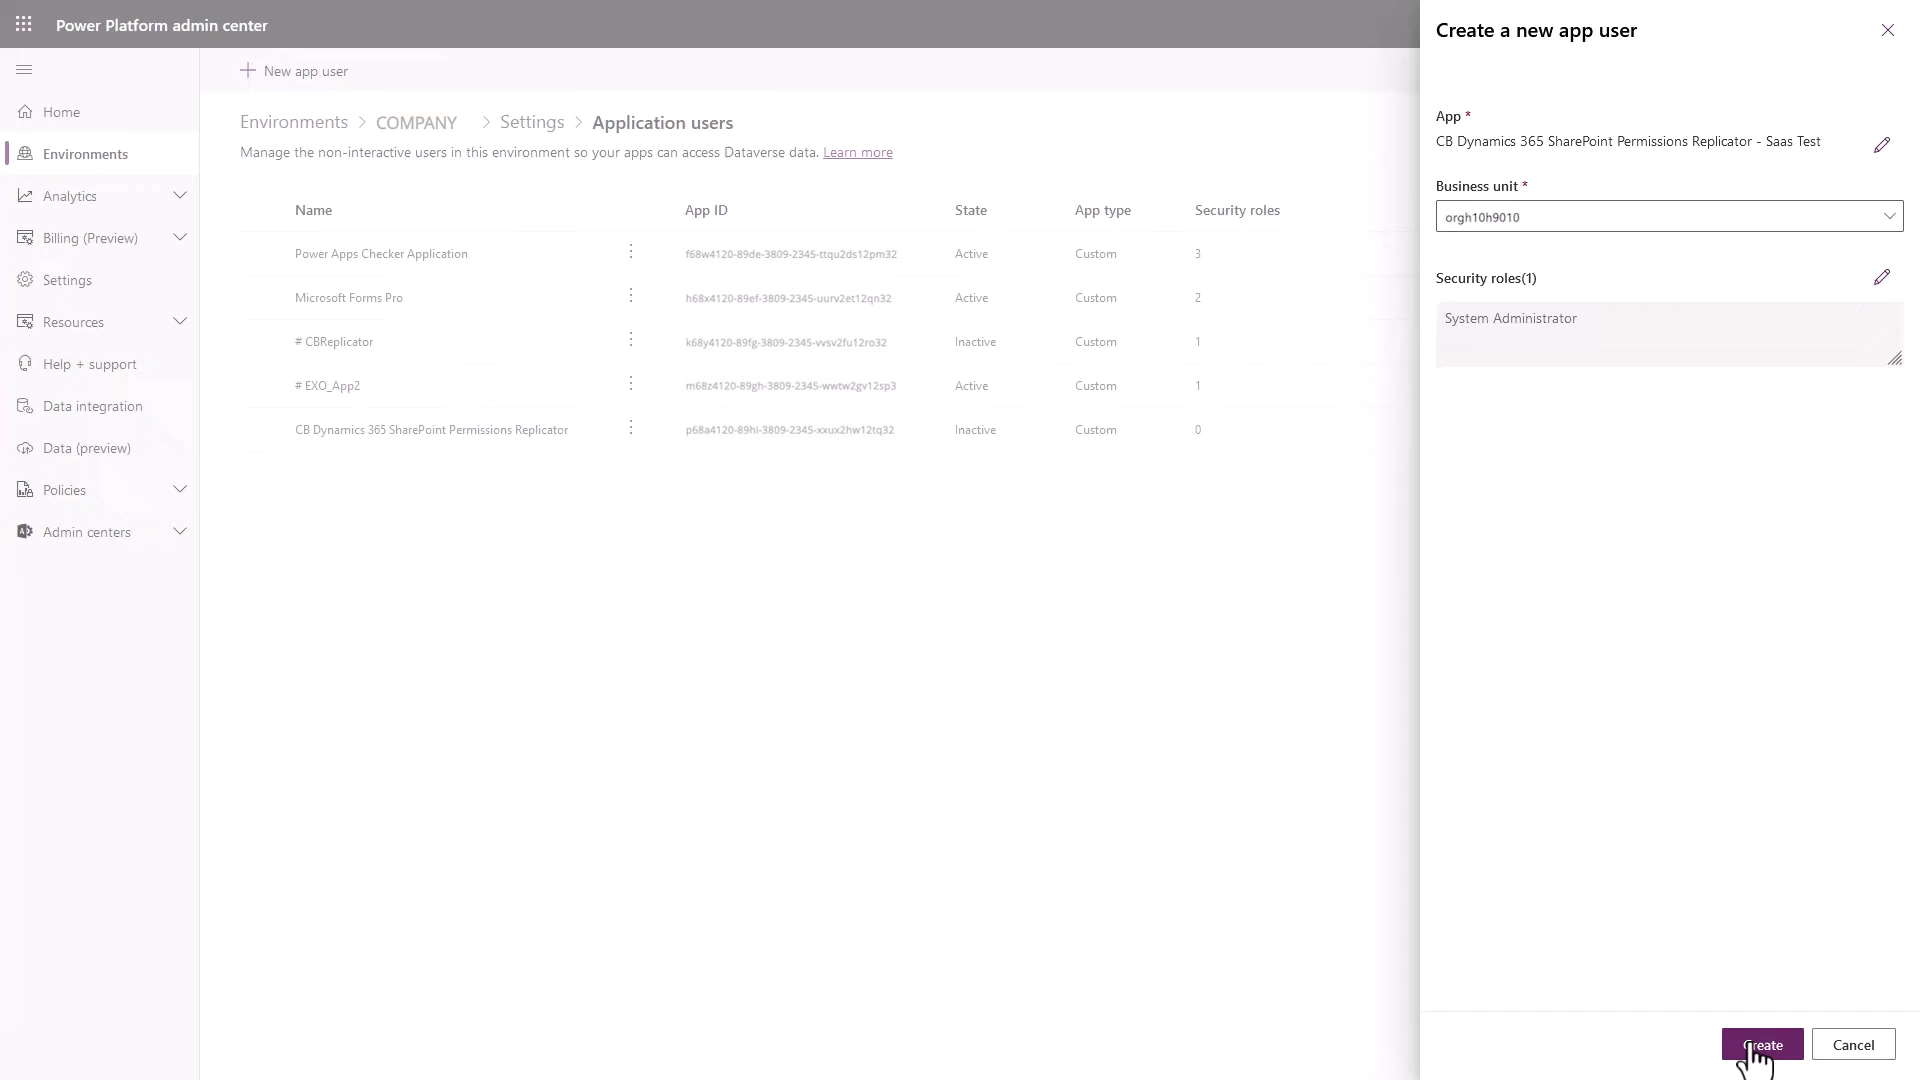 Power Platform admin center
Home
Environments
Analytics
Billing (Preview)
Settings
Resources
Help + support
Data integration
Data (preview)
Policies
Admin centers
New app user
Environments > COMPANY > Settings > Application users
Manage the non-interactive users in this environment so your apps can access Dataverse data. Learn more
Name App ID State App type Security roles
Power Apps Checker Application f68w4120-89de-3809-2345-ttqu2ds12pm32 Active Custom 3
Microsoft Forms Pro h68x4120-89ef-3809-2345-uurv2et12qn32 Active Custom 2
# CBReplicator k68y4120-89fg-3809-2345-vvsv2fu12ro32 Inactive Custom 1
# EXO_App2 m68z4120-89gh-3809-2345-wwtw2gv12sp3 Active Custom 1
CB Dynamics 365 SharePoint Permissions Replicator p68a4120-89hi-3809-2345-xxux2hw12tq32 Inactive Custom 0
Create a new app user
App *
CB Dynamics 365 SharePoint Permissions Replicator - Saas Test
Business unit *
orgh10h9010
Security roles(1)
System Administrator
Create Cancel